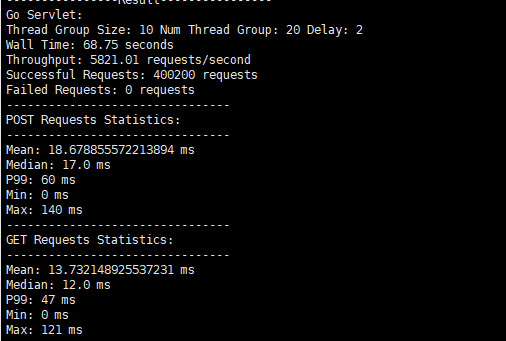 ----------------Result----------------
Go Servlet:
Thread Group Size: 10 Num Thread Group: 20 Delay: 2
Wall Time: 68.75 seconds
Throughput: 5821.01 requests/second
Successful Requests: 400200 requests
Failed Requests: 0 requests
--------------------------------
POST Requests Statistics:
--------------------------------
Mean: 18.678855572213894 ms
Median: 17.0 ms
P99: 60 ms
Min: 0 ms
Max: 140 ms
--------------------------------
GET Requests Statistics:
--------------------------------
Mean: 13.732148925537231 ms
Median: 12.0 ms
P99: 47 ms
Min: 0 ms
Max: 121 ms